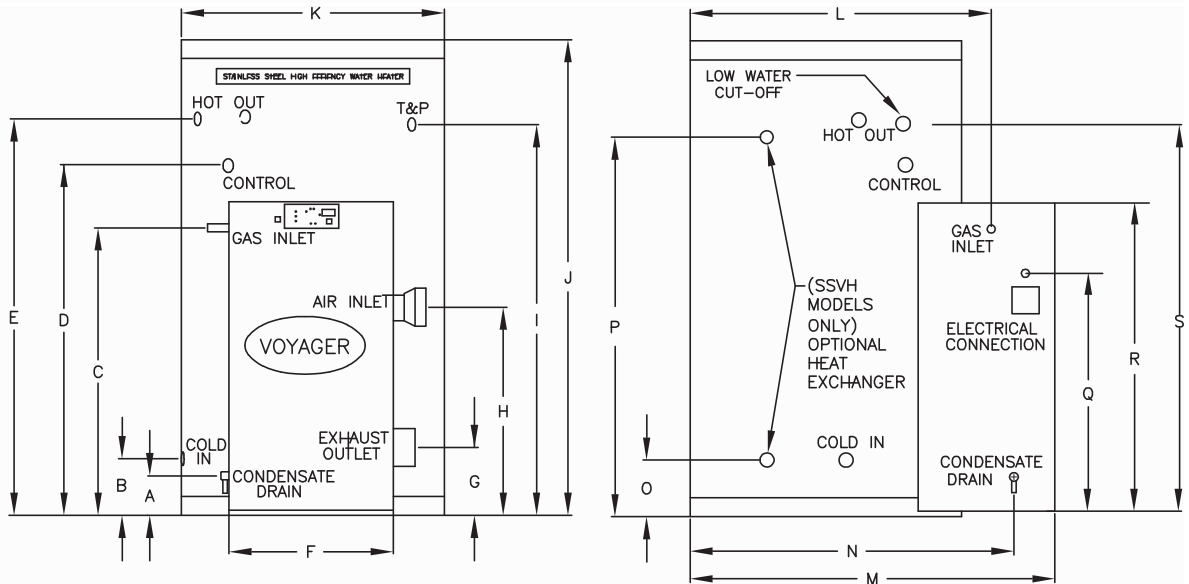 K
STAINLESS STEEL HIGH EFFIENCY WATER HEATER
HOT OUT
T&P
CONTROL
GAS INLET
AIR INLET
VOYAGER
EXHAUST
OUTLET
COLD
IN
CONDENSATE
DRAIN
E
D
C
B
A
F
G
H
I
J
L
LOW WATER
CUT-OFF
HOT OUT
CONTROL
GAS
INLET
(SSVH
MODELS
ONLY)
OPTIONAL
HEAT
EXCHANGER
ELECTRICAL
CONNECTION
COLD IN
CONDENSATE
DRAIN
P
O
Q
R
S
N
M